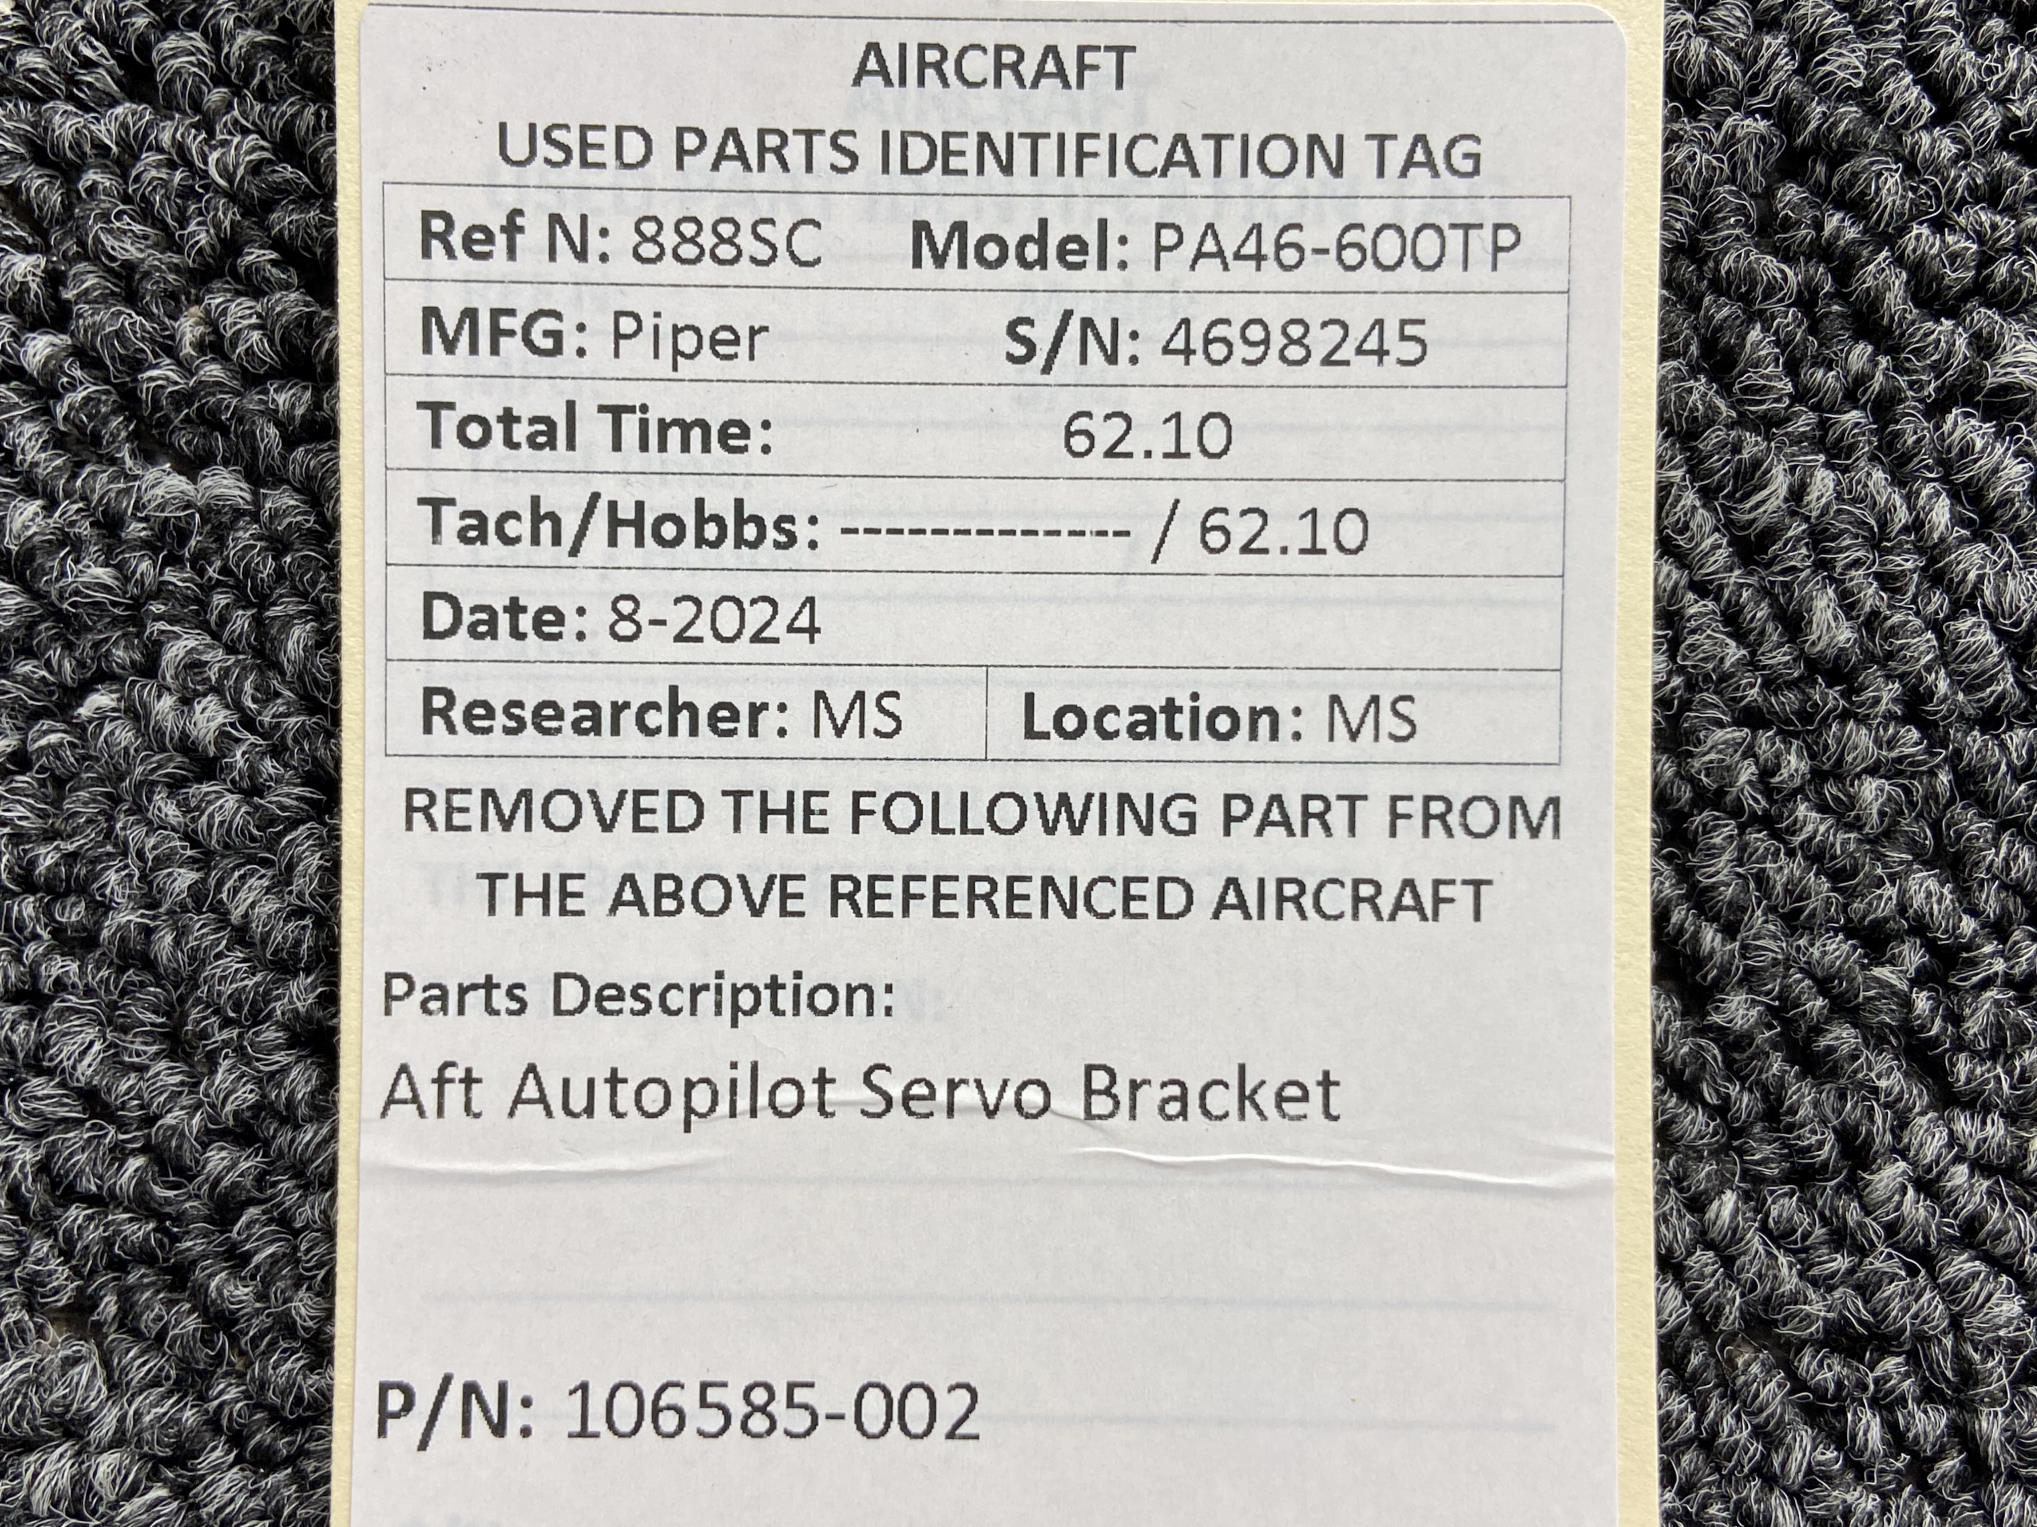 AIRCRAFT
USED PARTS IDENTIFICATION TAG
Ref N: 888SC Model: PA46-600TP
MFG: Piper S/N: 4698245
Total Time: 62.10
Tach/Hobbs: ------------- / 62.10
Date: 8-2024
Researcher: MS Location: MS
REMOVED THE FOLLOWING PART FROM
THE ABOVE REFERENCED AIRCRAFT
Parts Description:
Aft Autopilot Servo Bracket
P/N: 106585-002